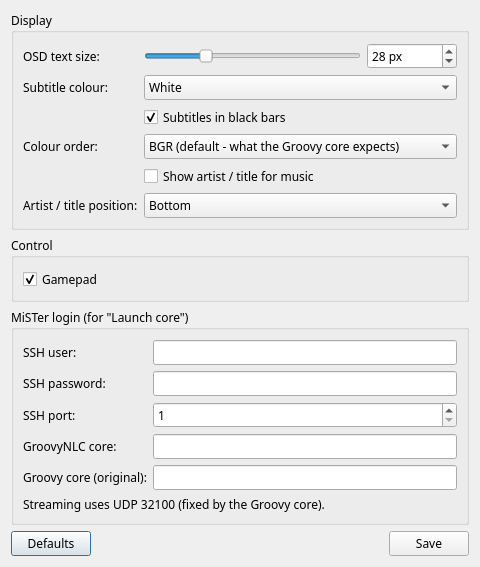 Display
OSD text size: 28 px
Subtitle colour: White
Subtitles in black bars
Colour order: BGR (default - what the Groovy core expects)
Show artist / title for music
Artist / title position: Bottom
Control
Gamepad
MiSTer login (for "Launch core")
SSH user:
SSH password:
SSH port: 1
GroovyNLC core:
Groovy core (original):
Streaming uses UDP 32100 (fixed by the Groovy core).
Defaults Save